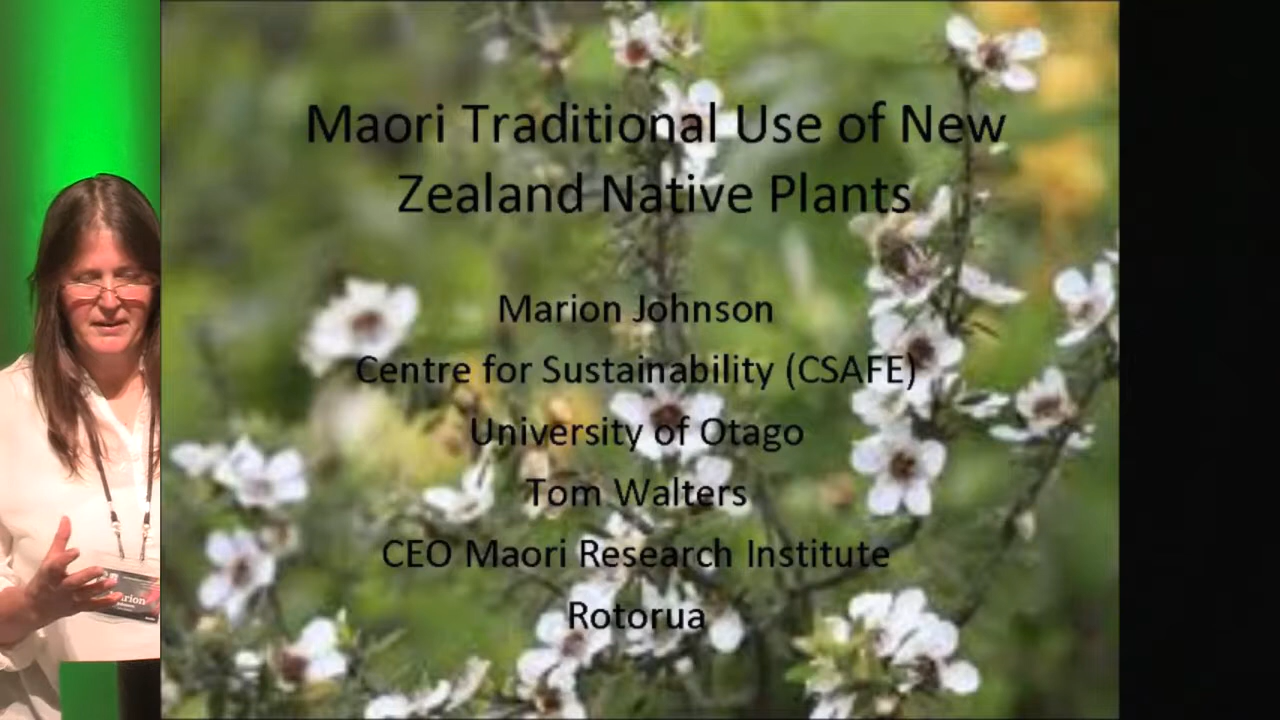 Maori Traditional Use of New
Zealand Native Plants
Marion Johnson
Centre for Sustainability (CSAFE)
University of Otago
Tom Walters
CEO Maori Research Institute
Rotorua